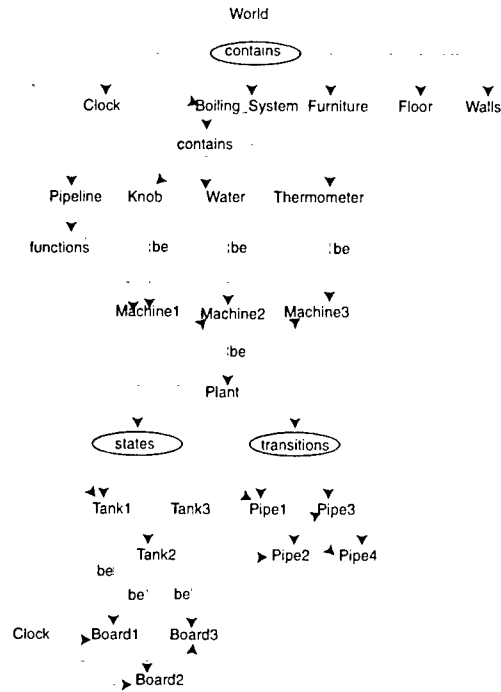 World
contains
Clock Boiling_System Furniture Floor Walls
contains
Pipeline Knob Water Thermometer
functions :be :be :be
Machine1 Machine2 Machine3
:be
Plant
states transitions
Tank1 Tank3 Pipe1 Pipe3
Tank2 Pipe2 Pipe4
be:
be' be'
Clock Board1 Board3
Board2